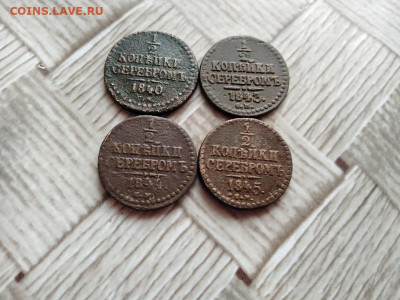 COINS.LAVE.RU
1/2
КОПѢЙКИ
СЕРЕБРОМЪ
1840.
1/2
КОПѢЙКИ
СЕРЕБРОМЪ
1843.
1/2
КОПѢЙКИ
СЕРЕБРОМЪ
1844.
1/2
КОПѢЙКИ
СЕРЕБРОМЪ
1845.